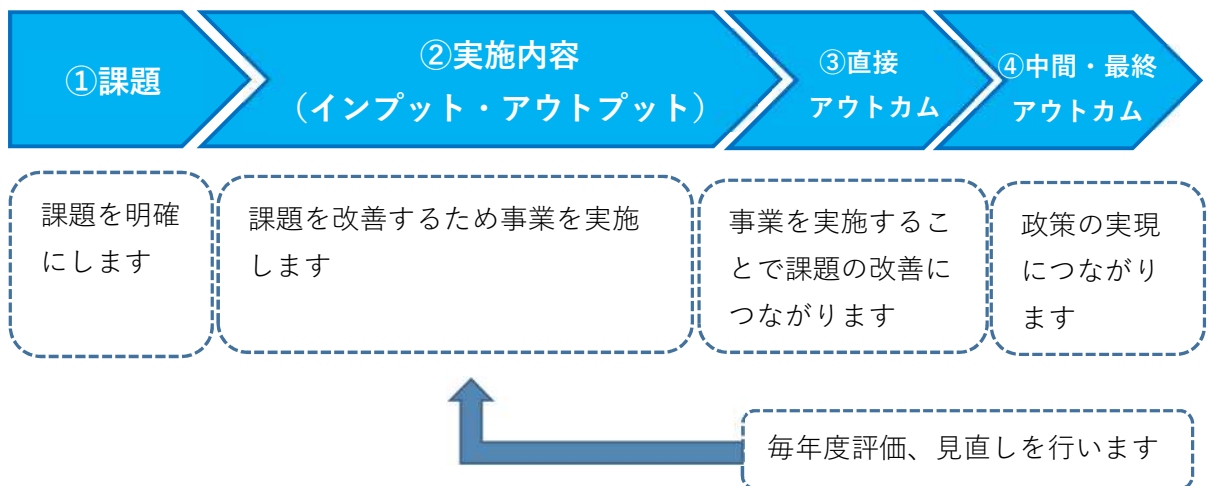 ①課題
②実施内容
（インプット・アウトプット）
③直接
アウトカム
④中間・最終
アウトカム
課題を明確
にします
課題を改善するため事業を実施
します
事業を実施するこ
とで課題の改善に
つながります
政策の実現
につながり
ます
毎年度評価、見直しを行います